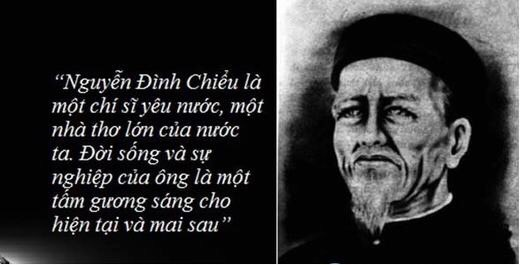 “Nguyễn Đình Chiểu là
một chí sĩ yêu nước, một
nhà thơ lớn của nước
ta. Đời sống và sự
nghiệp của ông là một
tấm gương sáng cho
hiện tại và mai sau”